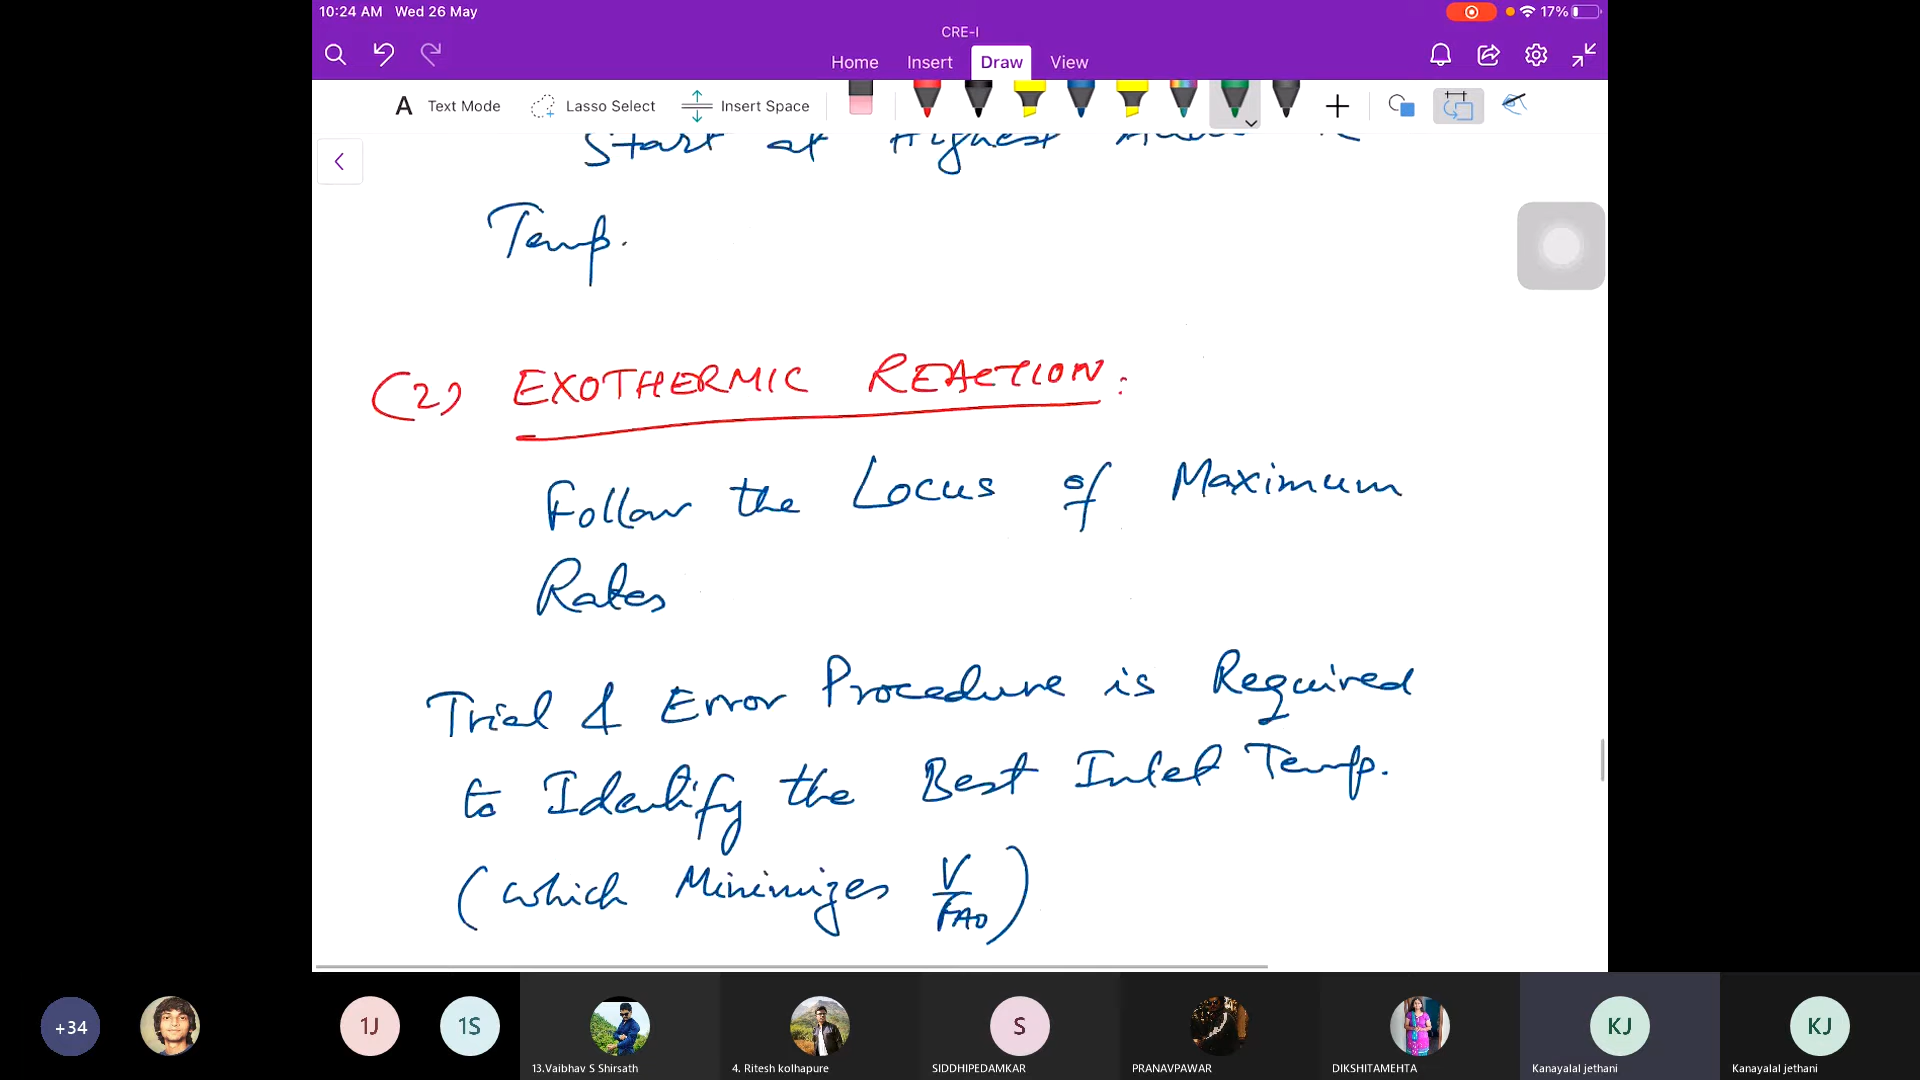 10:24 AM Wed 26 May
17%
CRE-I
Home Insert Draw View
Text Mode Lasso Select Insert Space
Start at Highest
Temp.
(2) EXOTHERMIC REACTION:
Follow the Locus of Maximum
Rates
Trial & Error Procedure is Required
to Identify the Best Inlet Temp.
(which Minimizes V/FA0)
+34
1J
1S
S
KJ
KJ
13.Vaibhav S Shirsath
4. Ritesh kolhapure
SIDDHIPEDAMKAR
PRANAVPAWAR
DIKSHITAMEHTA
Kanayalal jethani
Kanayalal jethani